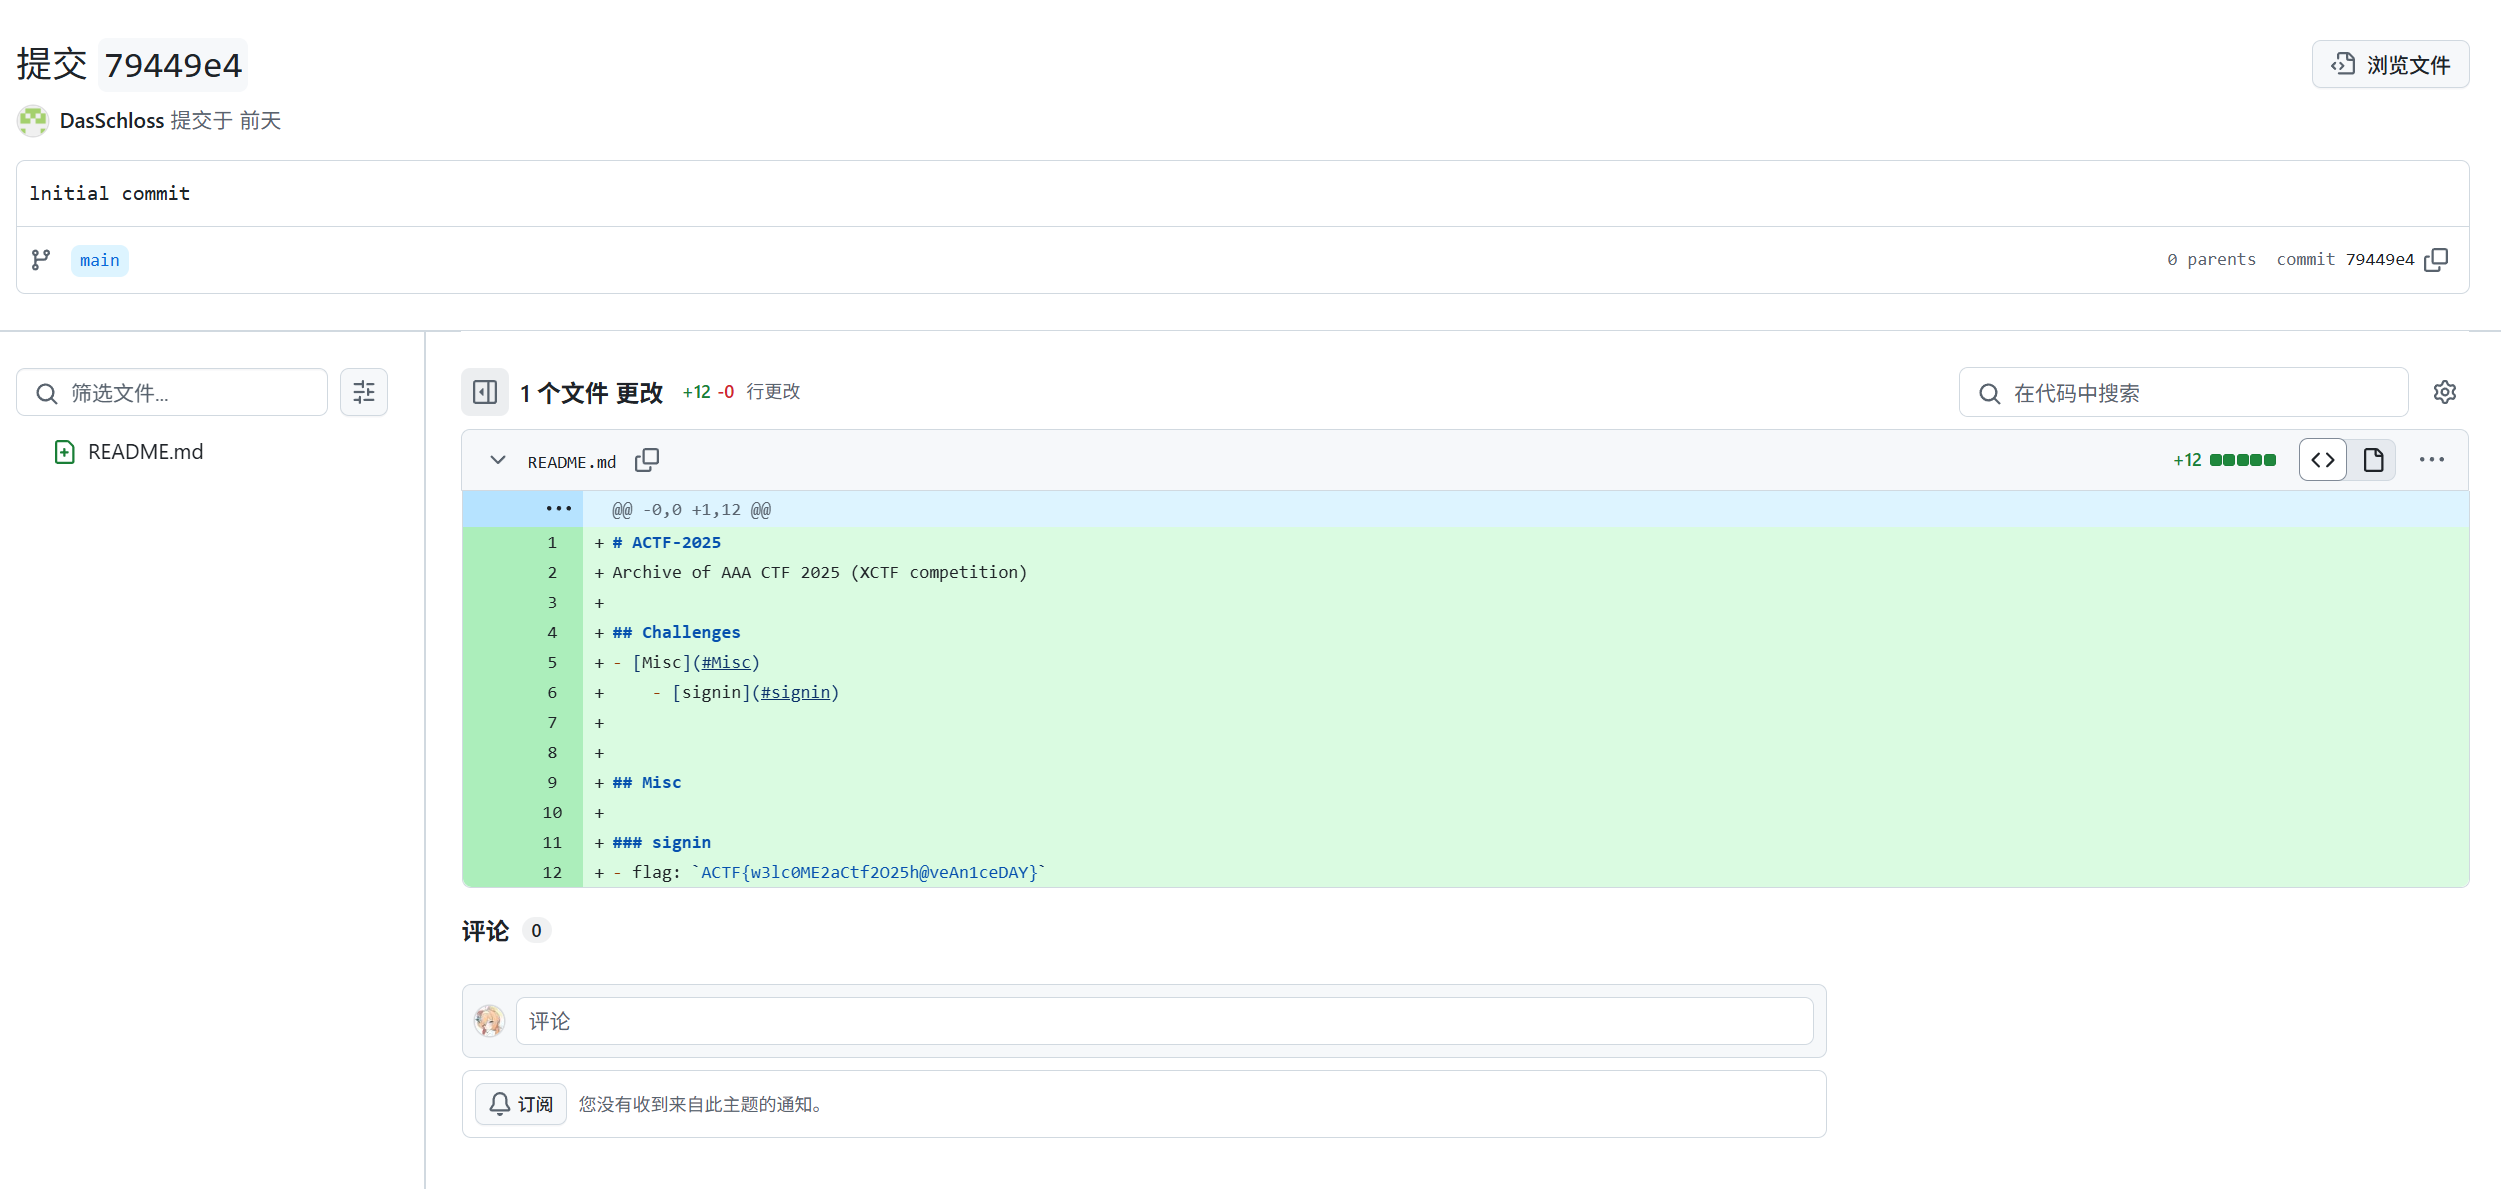 提交 79449e4
浏览文件
DasSchloss 提交于 前天
lnitial commit
main
0 parents commit 79449e4
筛选文件...
README.md
1 个文件 更改 +12 -0 行更改
在代码中搜索
README.md
+12
@@ -0,0 +1,12 @@
1 + # ACTF-2025
2 + Archive of AAA CTF 2025 (XCTF competition)
3 +
4 + ## Challenges
5 + - [Misc](#Misc)
6 +     - [signin](#signin)
7 +
8 +
9 + ## Misc
10 +
11 + ### signin
12 + - flag: `ACTF{w3lc0ME2aCtf2O25h@veAn1ceDAY}`
评论 0
评论
订阅 您没有收到来自此主题的通知。